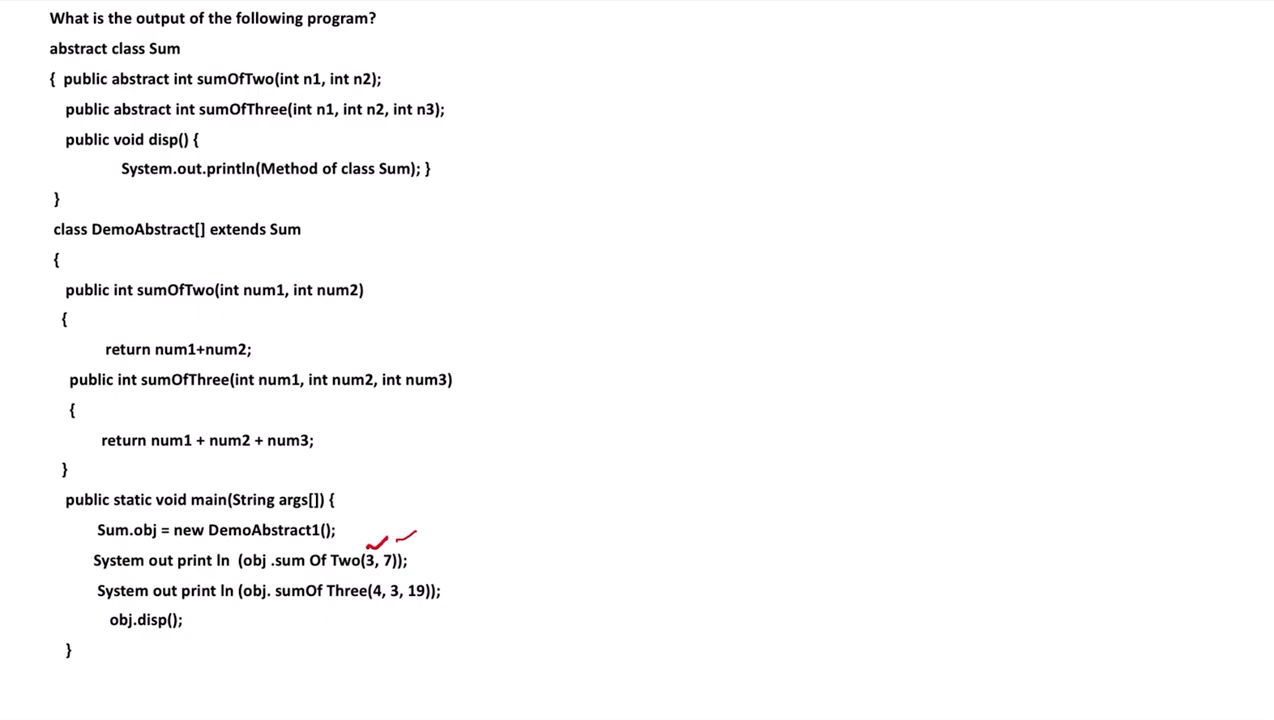 What is the output of the following program?
abstract class Sum
{ public abstract int sumOfTwo(int n1, int n2);
public abstract int sumOfThree(int n1, int n2, int n3);
public void disp() {
System.out.println(Method of class Sum); }
}
class DemoAbstract[] extends Sum
{
public int sumOfTwo(int num1, int num2)
{
return num1+num2;
public int sumOfThree(int num1, int num2, int num3)
{
return num1 + num2 + num3;
}
public static void main(String args[]) {
Sum.obj = new DemoAbstract1();
System out print ln (obj .sum Of Two(3, 7));
System out print ln (obj. sumOf Three(4, 3, 19));
obj.disp();
}